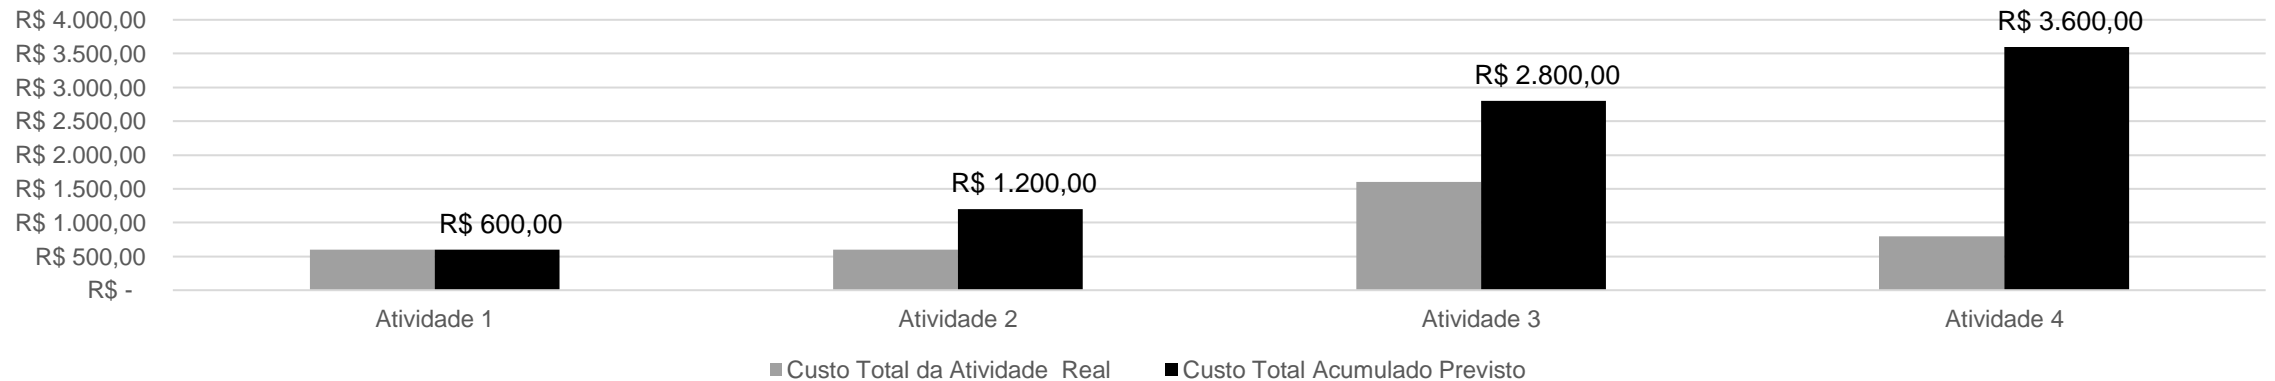 R$ 4.000,00
R$ 3.500,00
R$ 3.000,00
R$ 2.500,00
R$ 2.000,00
R$ 1.500,00
R$ 1.000,00
R$ 500,00
R$ -
R$ 600,00
R$ 1.200,00
R$ 2.800,00
R$ 3.600,00
Atividade 1
Atividade 2
Atividade 3
Atividade 4
Custo Total da Atividade  Real
Custo Total Acumulado Previsto